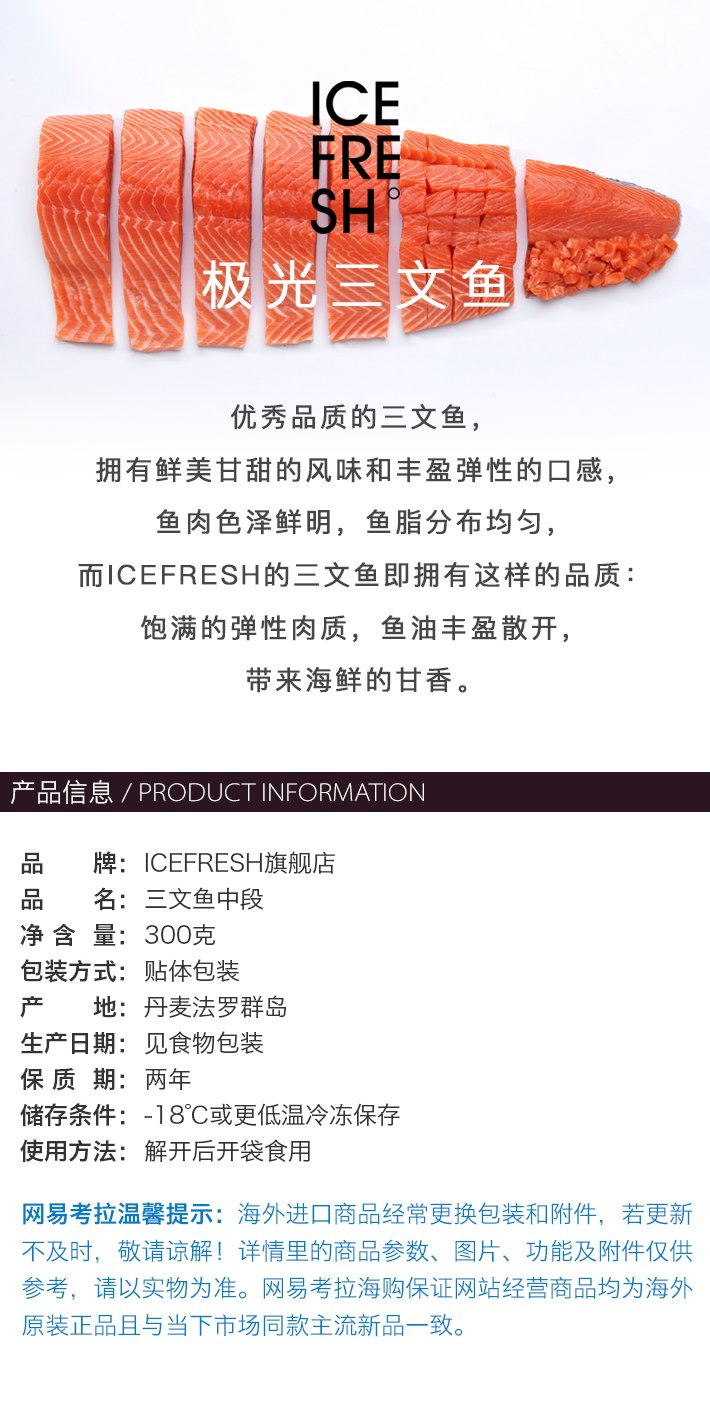 ICE
FRE
SH°
极光三文鱼
优秀品质的三文鱼，
拥有鲜美甘甜的风味和丰盈弹性的口感，
鱼肉色泽鲜明，鱼脂分布均匀，
而ICEFRESH的三文鱼即拥有这样的品质：
饱满的弹性肉质，鱼油丰盈散开，
带来海鲜的甘香。
产品信息 / PRODUCT INFORMATION
品牌：ICEFRESH旗舰店
品名：三文鱼中段
净含量：300克
包装方式：贴体包装
产地：丹麦法罗群岛
生产日期：见食物包装
保质期：两年
储存条件：-18℃或更低温冷冻保存
使用方法：解开后开袋食用
网易考拉温馨提示：海外进口商品经常更换包装和附件，若更新
不及时，敬请谅解！详情里的商品参数、图片、功能及附件仅供
参考，请以实物为准。网易考拉海购保证网站经营商品均为海外
原装正品且与当下市场同款主流新品一致。